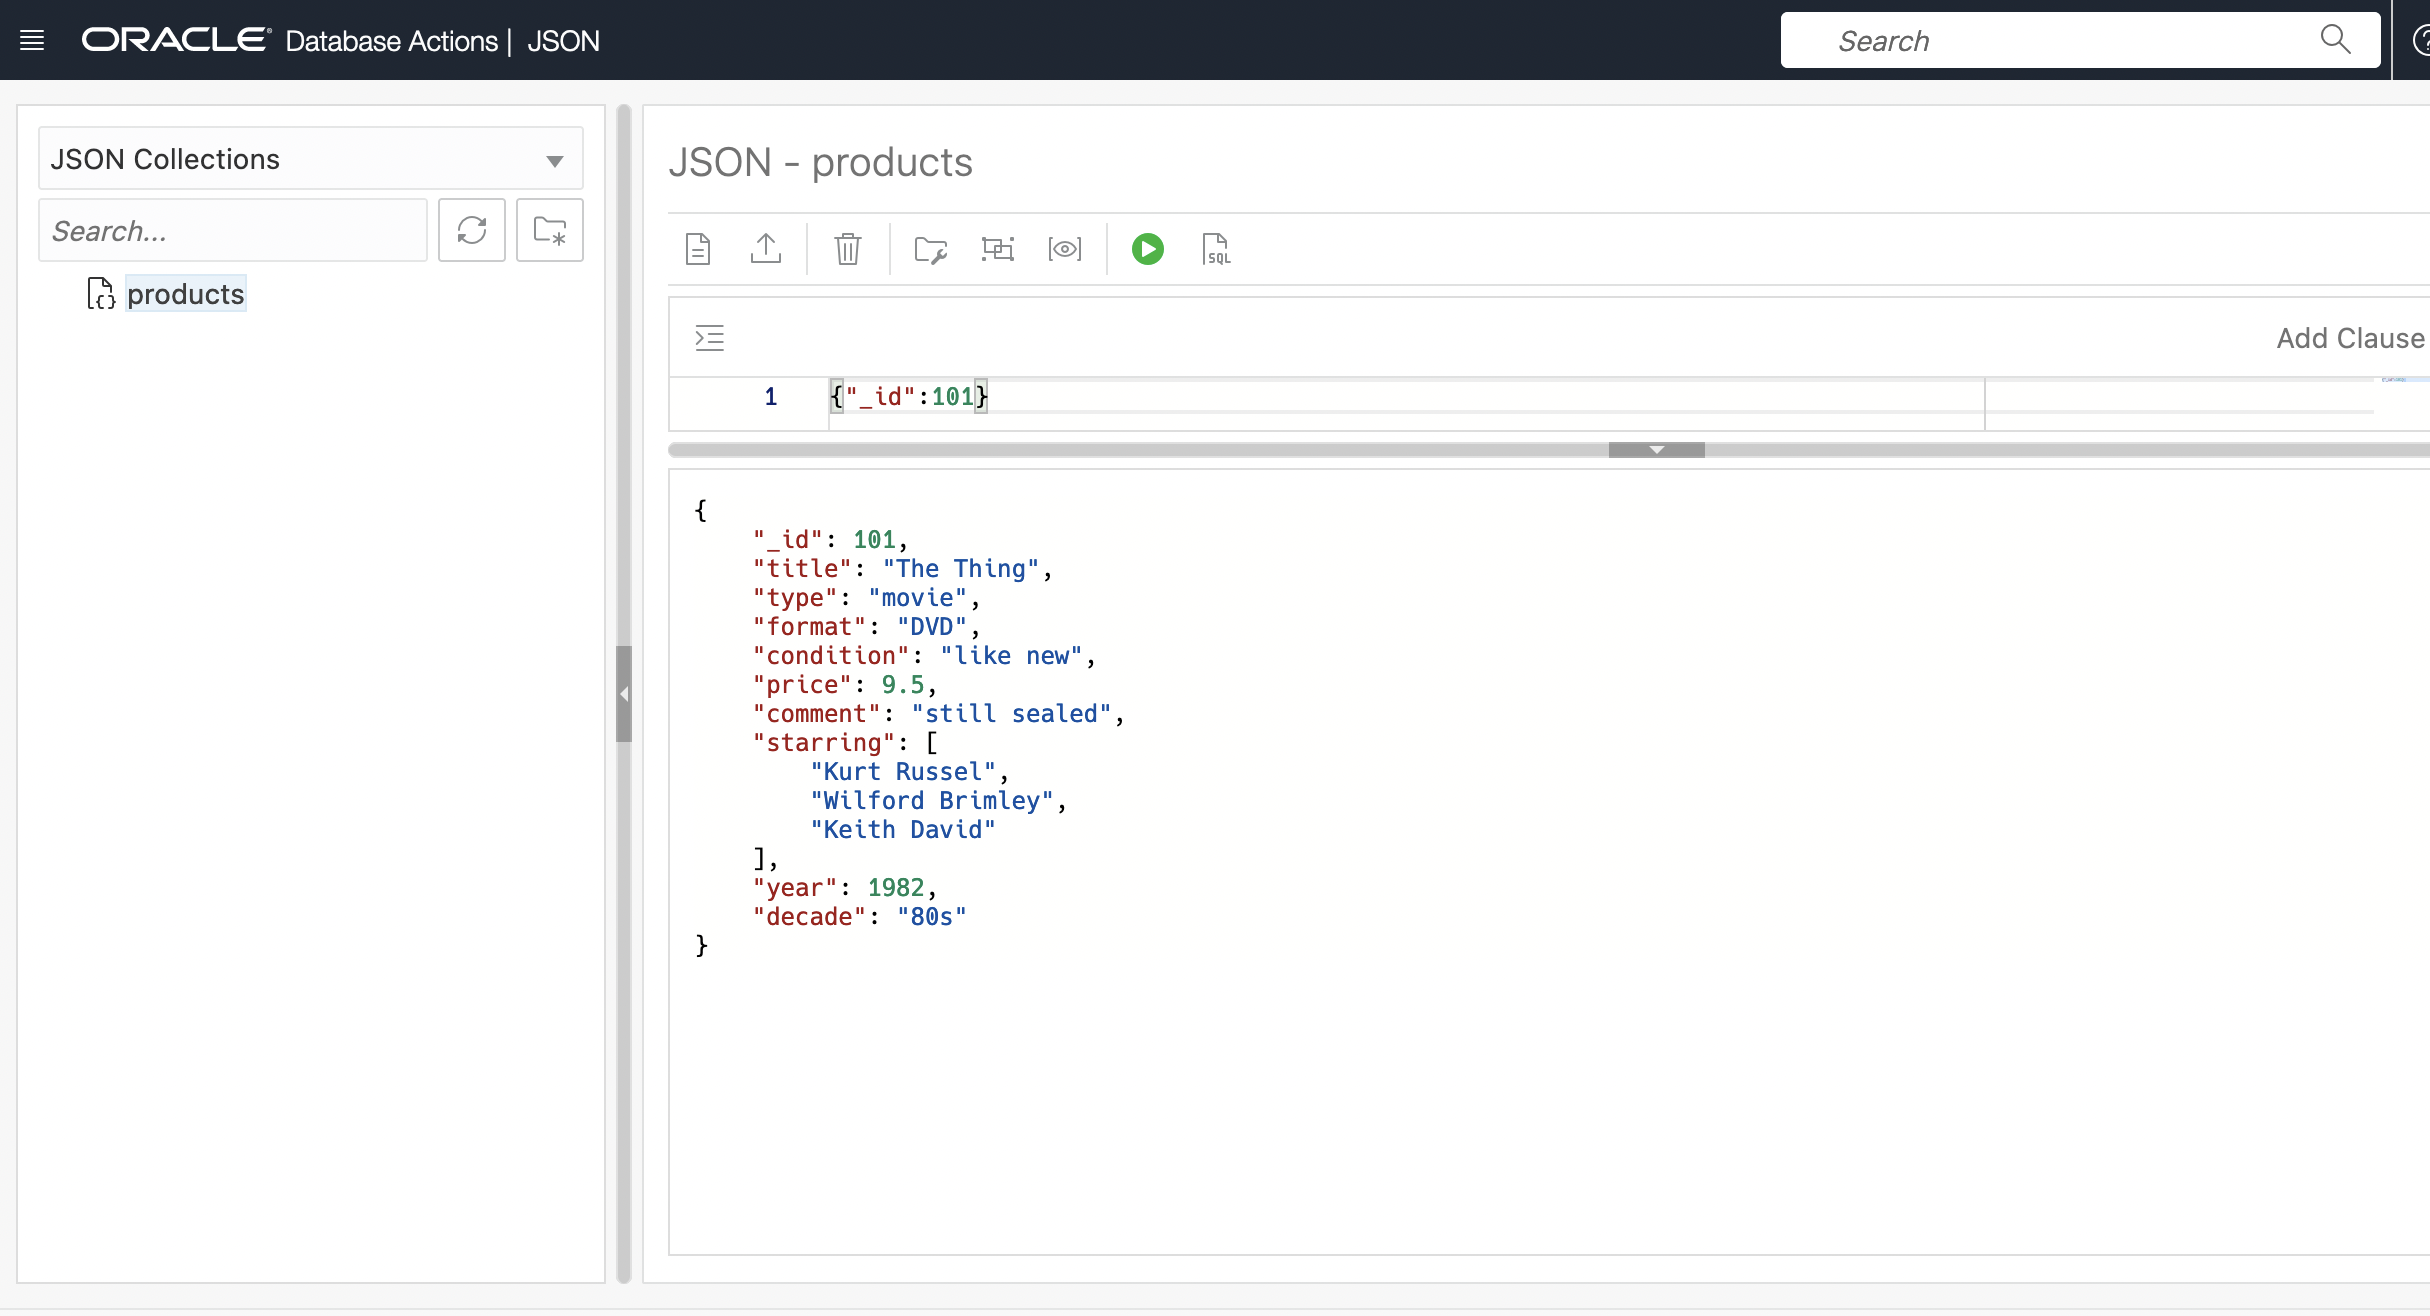 ORACLE® Database Actions | JSON
Search
JSON Collections
Search...
products
JSON - products
SQL
Add Clause
1 {"_id":101}
{
"_id": 101,
"title": "The Thing",
"type": "movie",
"format": "DVD",
"condition": "like new",
"price": 9.5,
"comment": "still sealed",
"starring": [
"Kurt Russel",
"Wilford Brimley",
"Keith David"
],
"year": 1982,
"decade": "80s"
}